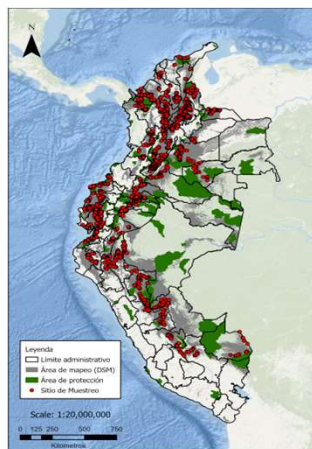 N
Leyenda
Límite administrativo
Área de mapeo (DSM)
Área de protección
Sitio de Muestreo
Scale: 1:20,000,000
0 125 250 500 750
Kilometros